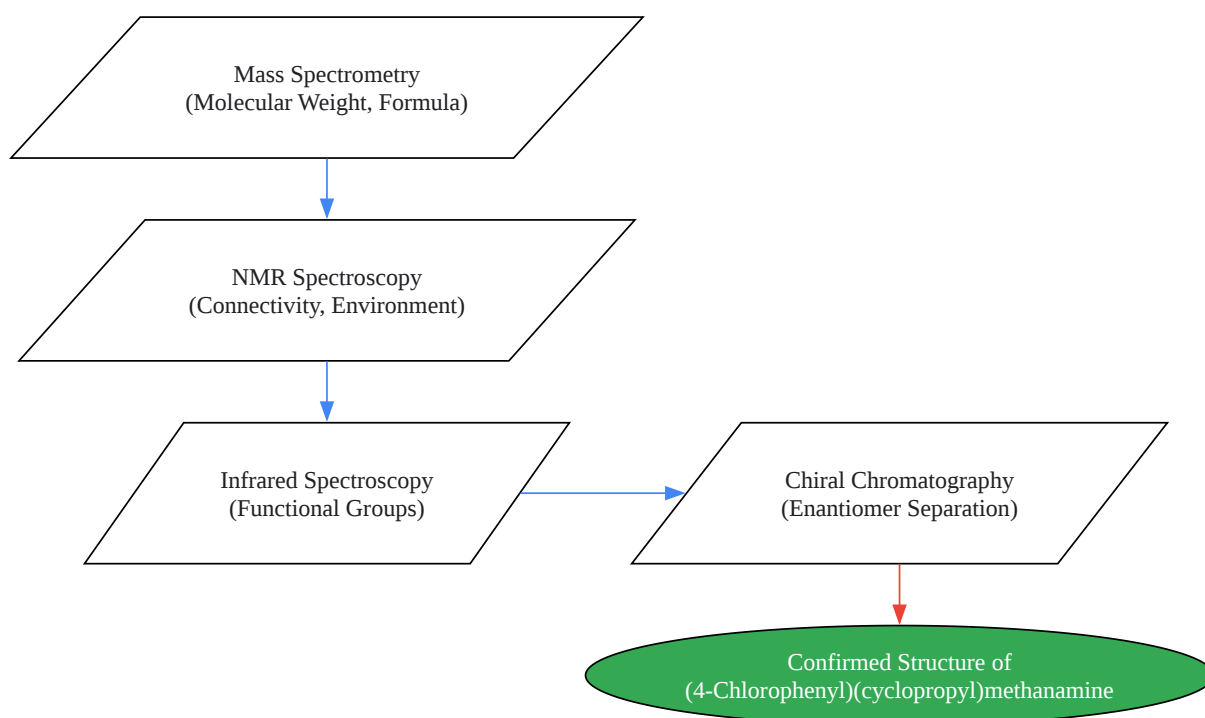 Mass Spectrometry
(Molecular Weight, Formula)
NMR Spectroscopy
(Connectivity, Environment)
Infrared Spectroscopy
(Functional Groups)
Chiral Chromatography
(Enantiomer Separation)
Confirmed Structure of
(4-Chlorophenyl)(cyclopropyl)methanamine